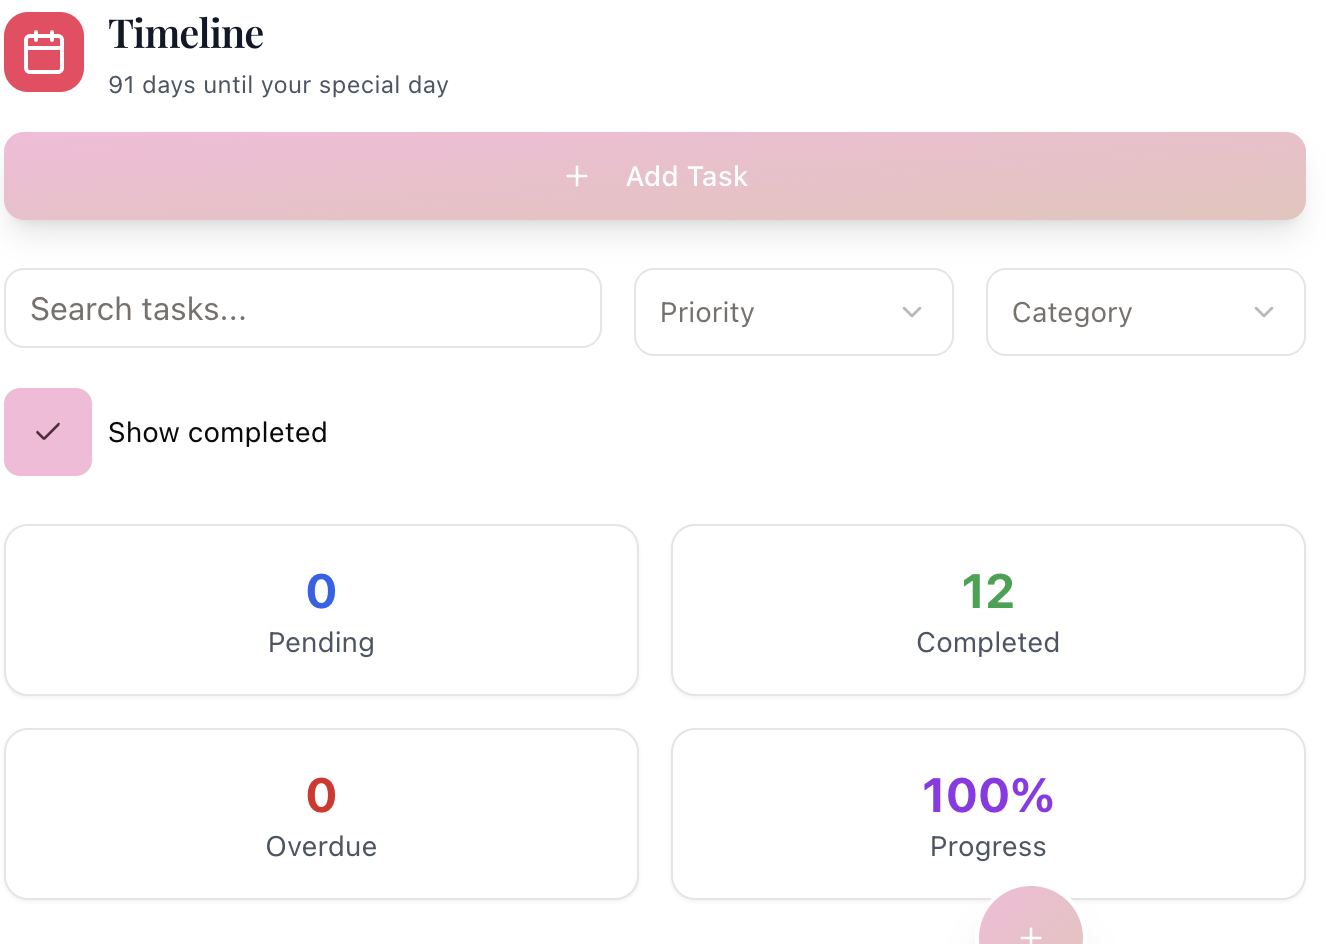 Timeline
91 days until your special day
+ Add Task
Search tasks...
Priority
Category
Show completed
0
Pending
12
Completed
0
Overdue
100%
Progress
+